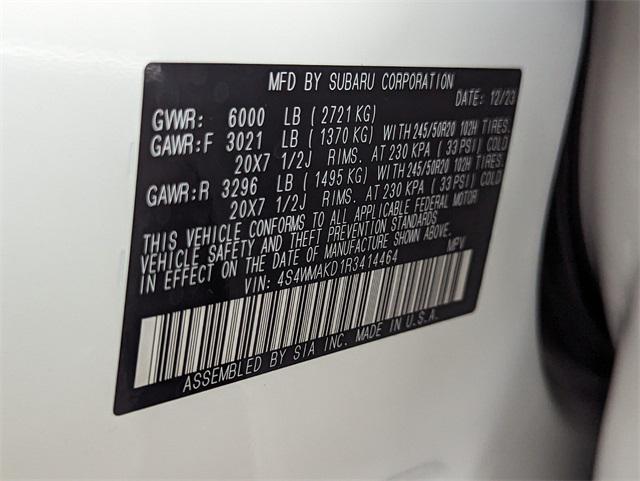 MFD BY SUBARU CORPORATION
DATE: 12/23
GVWR: 6000 LB ( 2721 KG)
GAWR:F 3021 LB ( 1370 KG) WITH 245/50R20 102H TIRES.
20X7 1/2J RIMS. AT 230 KPA ( 33 PSI) COLD
GAWR:R 3296 LB ( 1495 KG) WITH 245/50R20 102H TIRES.
20X7 1/2J RIMS. AT 230 KPA ( 33 PSI) COLD
THIS VEHICLE CONFORMS TO ALL APPLICABLE FEDERAL MOTOR
VEHICLE SAFETY AND THEFT PREVENTION STANDARDS
IN EFFECT ON THE DATE OF MANUFACTURE SHOWN ABOVE.
VIN: 4S4WMAKD1R3414464 MPV
ASSEMBLED BY SIA INC. MADE IN U.S.A.